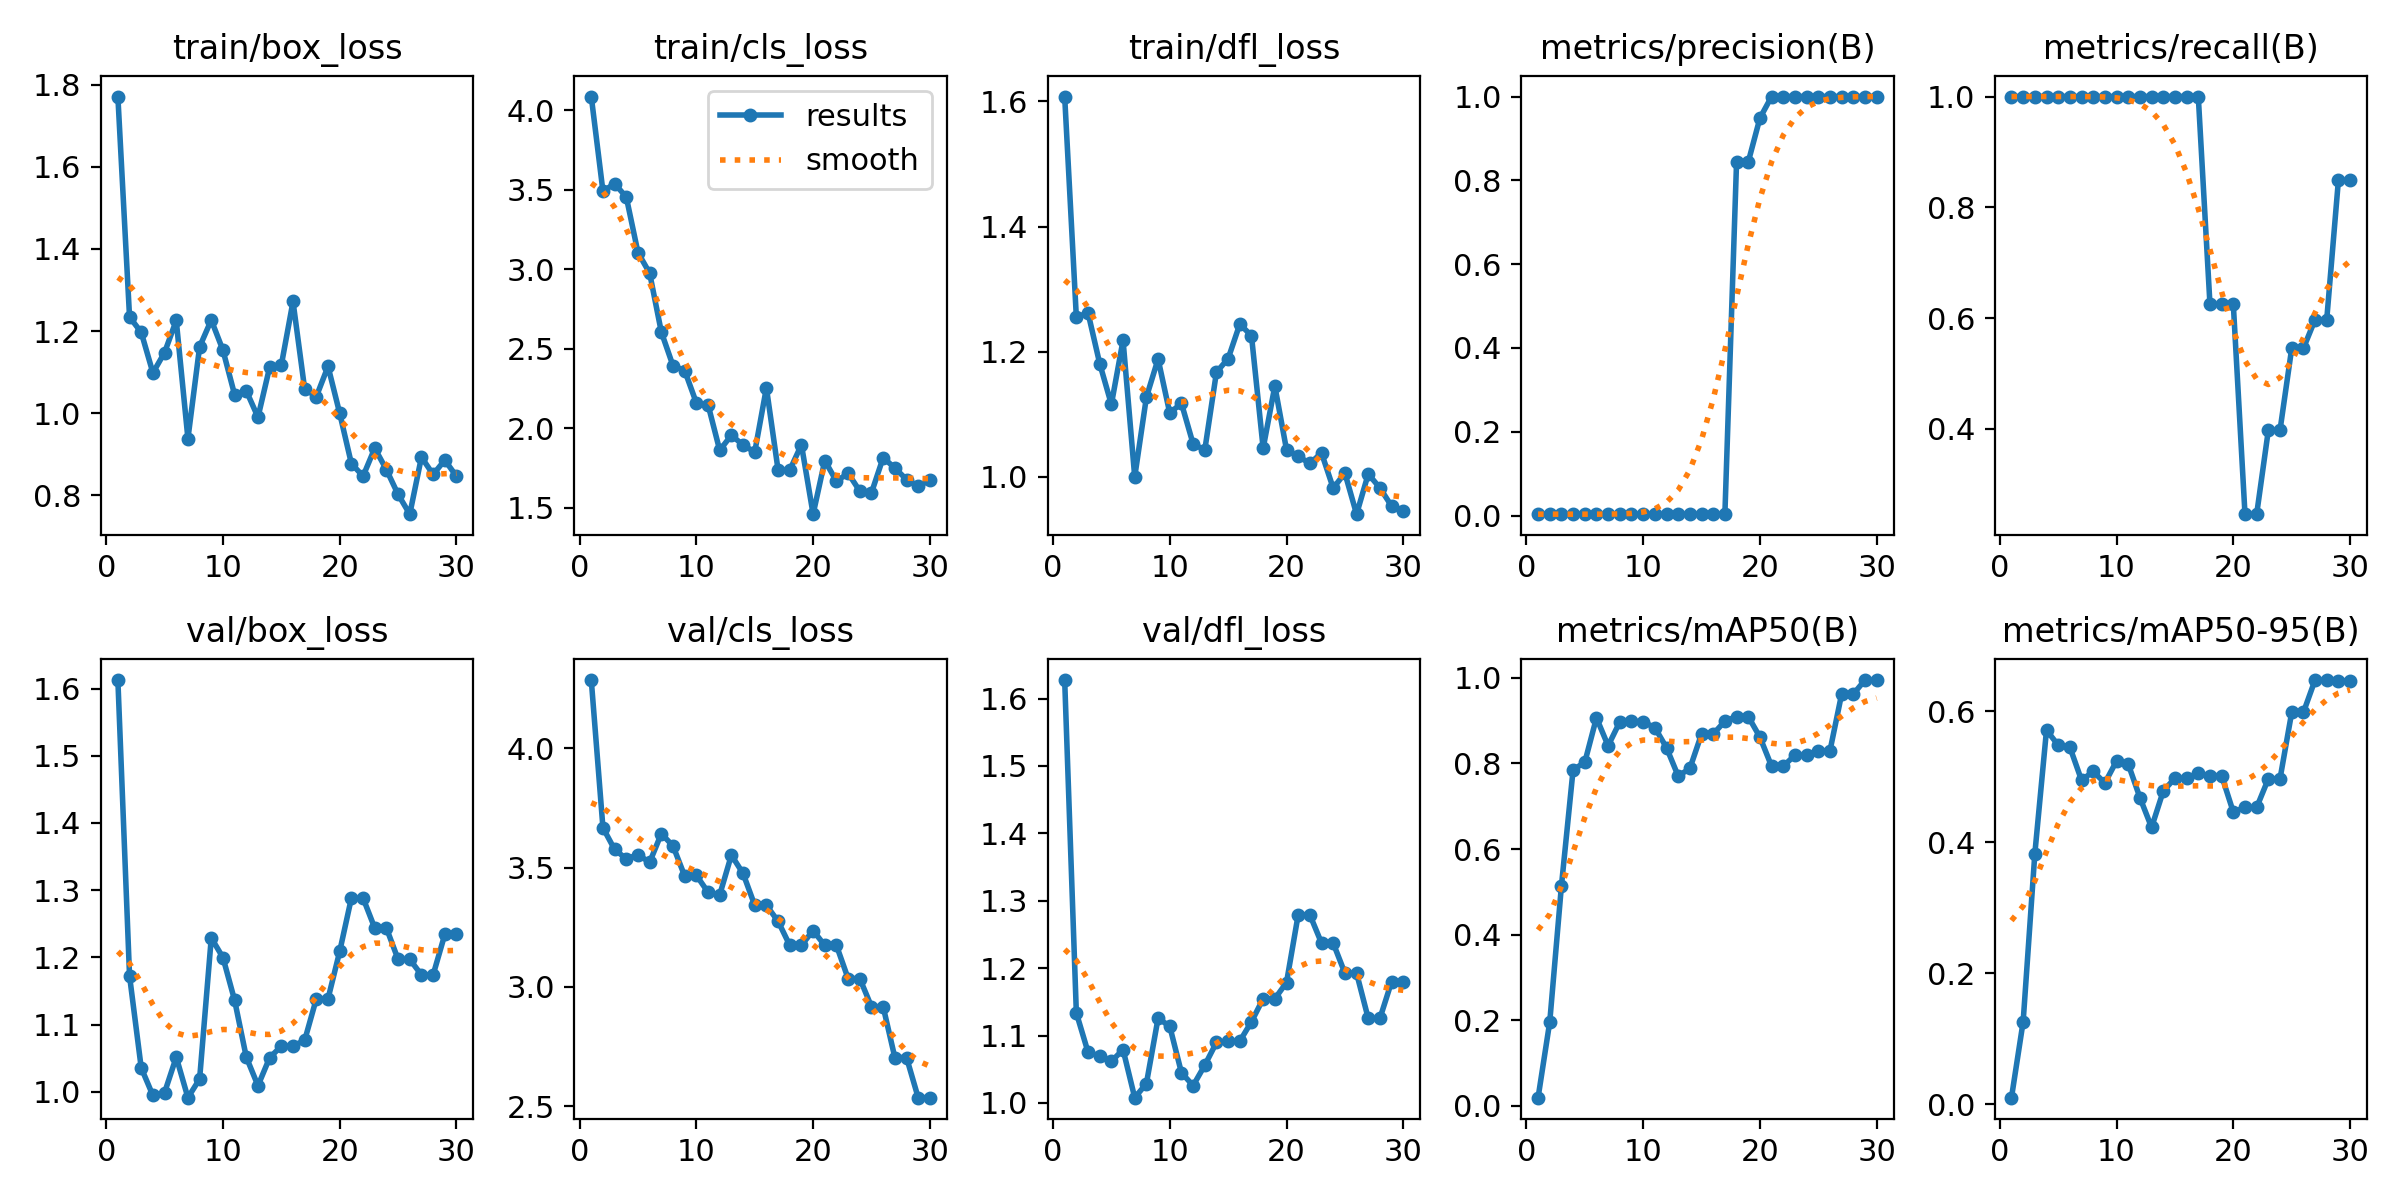 train/box_loss
1.8
1.6
1.4
1.2
1.0
0.8
0 10 20 30
train/cls_loss
4.0
3.5
3.0
2.5
2.0
1.5
results
smooth
0 10 20 30
train/dfl_loss
1.6
1.4
1.2
1.0
0 10 20 30
metrics/precision(B)
1.0
0.8
0.6
0.4
0.2
0.0
0 10 20 30
metrics/recall(B)
1.0
0.8
0.6
0.4
0 10 20 30
val/box_loss
1.6
1.5
1.4
1.3
1.2
1.1
1.0
0 10 20 30
val/cls_loss
4.0
3.5
3.0
2.5
0 10 20 30
val/dfl_loss
1.6
1.5
1.4
1.3
1.2
1.1
1.0
0 10 20 30
metrics/mAP50(B)
1.0
0.8
0.6
0.4
0.2
0.0
0 10 20 30
metrics/mAP50-95(B)
0.6
0.4
0.2
0.0
0 10 20 30